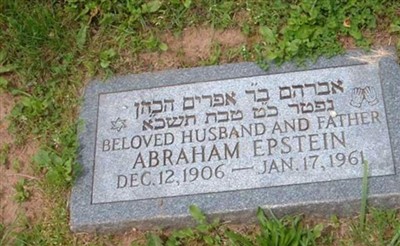 אברהם בר אפרים הכהן
נפטר כט טבת תשכא
BELOVED HUSBAND AND FATHER
ABRAHAM EPSTEIN
DEC. 12, 1906 — JAN. 17, 1961